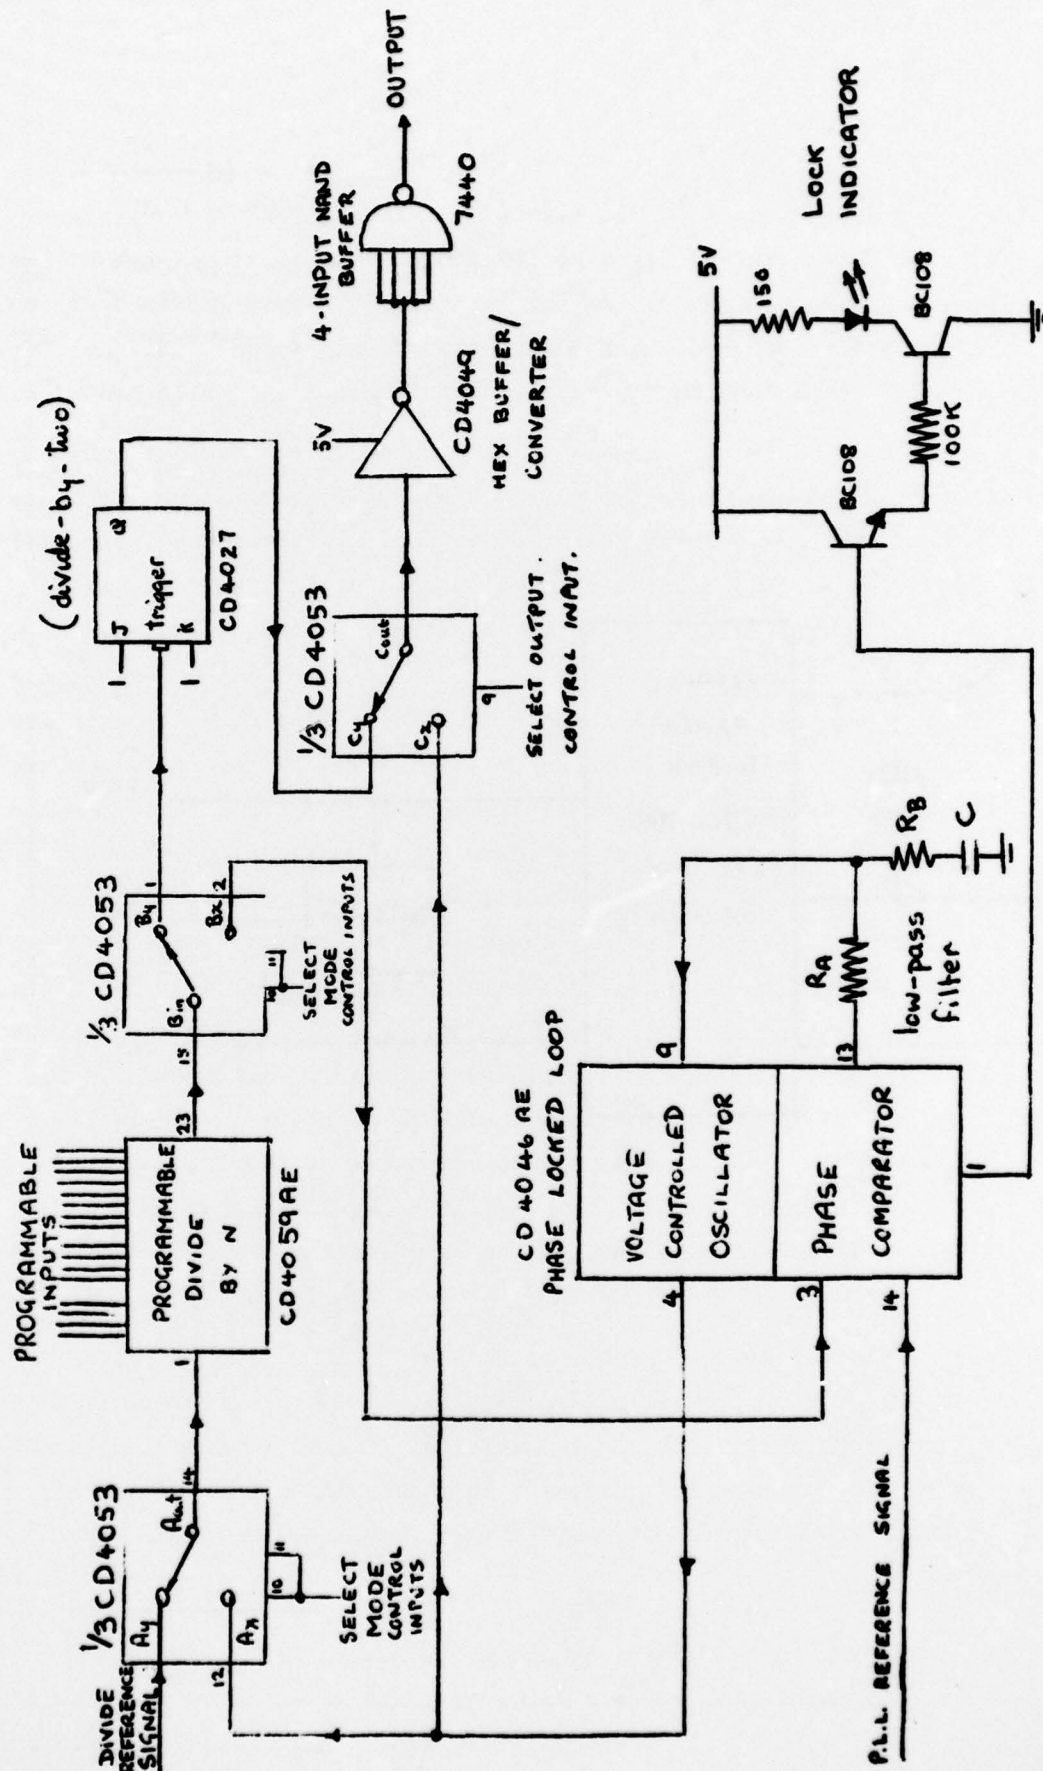 DIVIDE
REFERENCE
SIGNAL
1/3 CD4053
Ay
Aout
14
12
Ax
10
11
SELECT
MODE
CONTROL
INPUTS
PROGRAMMABLE
INPUTS
1
PROGRAMMABLE
DIVIDE
BY N
23
CD4059AE
1/3 CD4053
15
Bin
By
1
Bx
2
10
11
SELECT
MODE
CONTROL INPUTS
(divide-by-two)
1
J
trigger
1
K
Q
CD4027
1/3 CD4053
Cy
Cout
Cx
9
SELECT OUTPUT.
CONTROL INPUT.
5V
CD4049
HEX BUFFER/
CONVERTER
4-INPUT NAND
BUFFER
7440
OUTPUT
CD4046AE
PHASE LOCKED LOOP
4
VOLTAGE
CONTROLLED
OSCILLATOR
9
3
14
PHASE
COMPARATOR
13
1
RA
low-pass
filter
RB
C
P.L.L. REFERENCE SIGNAL
5V
150
BC108
100K
BC108
LOCK
INDICATOR